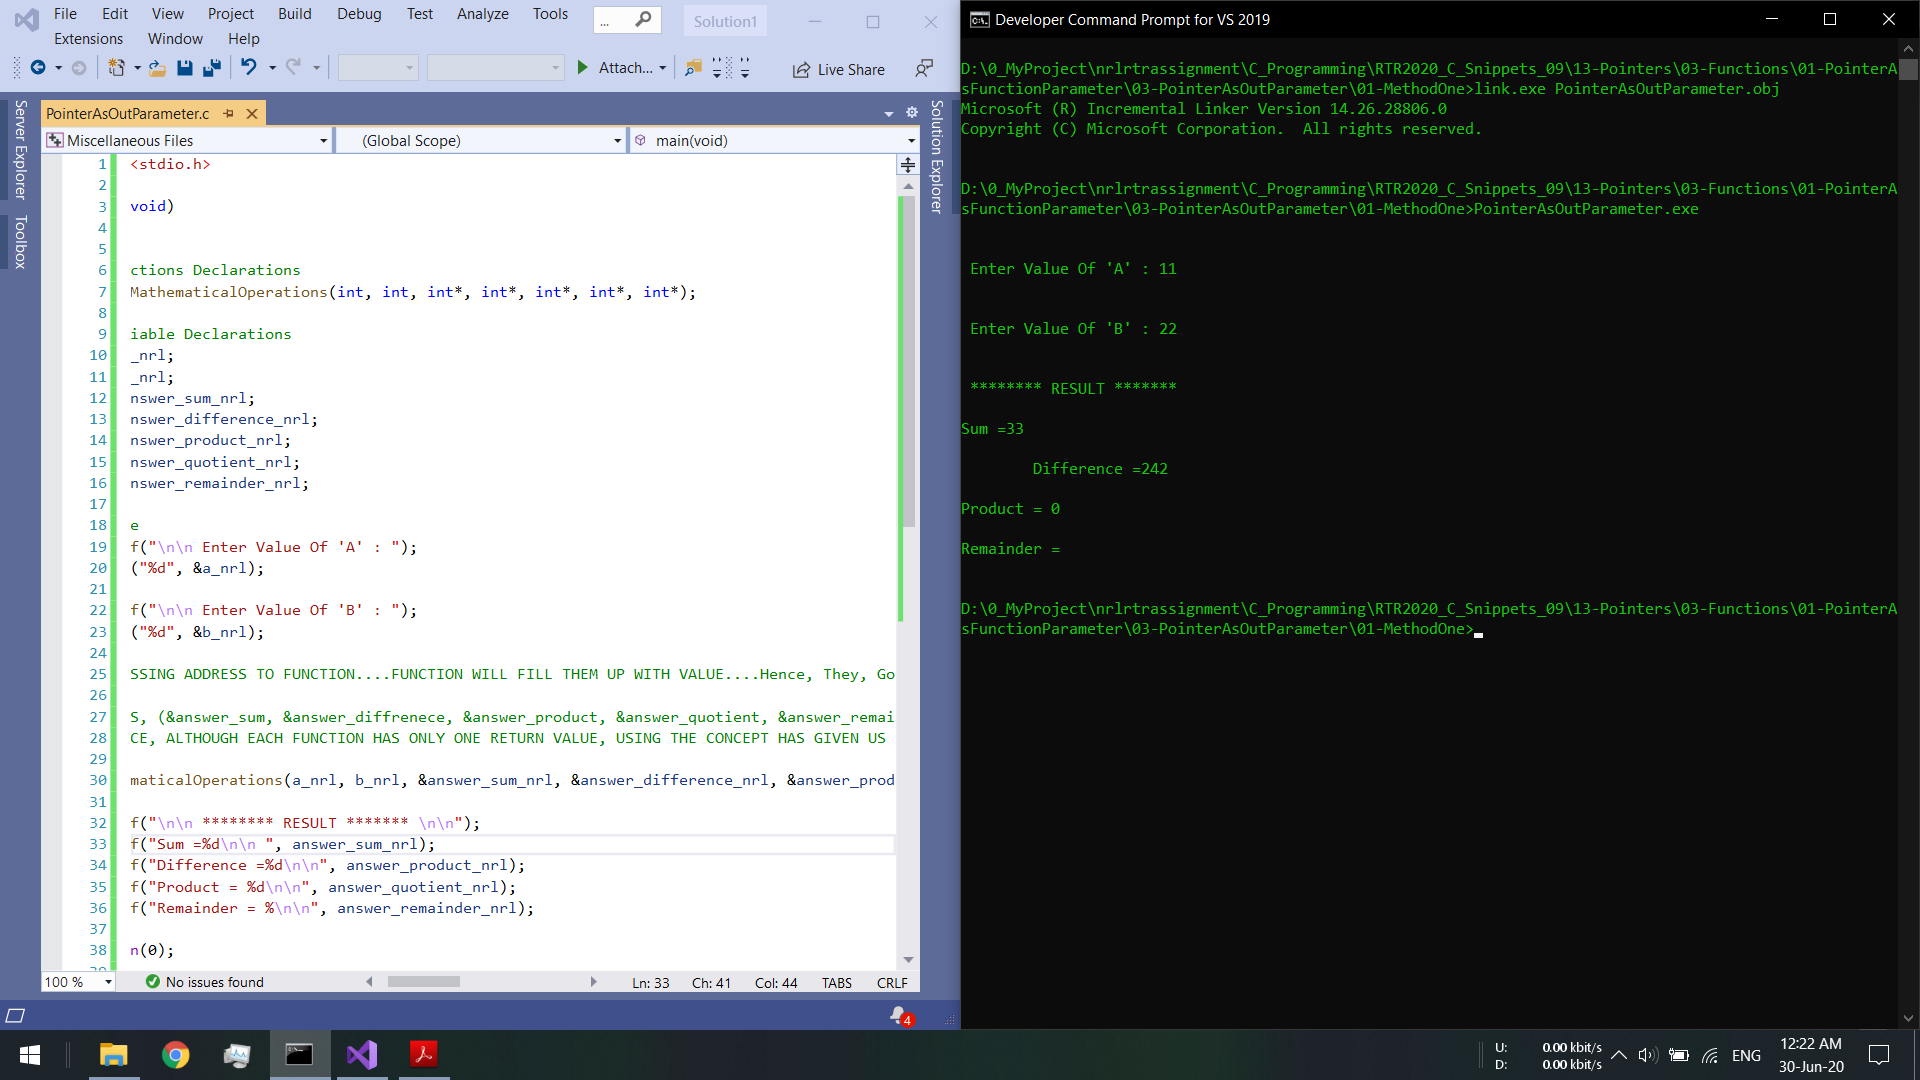 File Edit View Project Build Debug Test Analyze Tools ... Solution1
Extensions Window Help
Attach... Live Share
Server Explorer
Toolbox
PointerAsOutParameter.c
Miscellaneous Files (Global Scope) main(void)
Solution Explorer
1 <stdio.h>
2
3 void)
4
5
6 ctions Declarations
7 MathematicalOperations(int, int, int*, int*, int*, int*, int*);
8
9 iable Declarations
10 _nrl;
11 _nrl;
12 nswer_sum_nrl;
13 nswer_difference_nrl;
14 nswer_product_nrl;
15 nswer_quotient_nrl;
16 nswer_remainder_nrl;
17
18 e
19 f("\n\n Enter Value Of 'A' : ");
20 ("%d", &a_nrl);
21
22 f("\n\n Enter Value Of 'B' : ");
23 ("%d", &b_nrl);
24
25 SSING ADDRESS TO FUNCTION....FUNCTION WILL FILL THEM UP WITH VALUE....Hence, They, Go
26
27 S, (&answer_sum, &answer_diffrenece, &answer_product, &answer_quotient, &answer_remai
28 CE, ALTHOUGH EACH FUNCTION HAS ONLY ONE RETURN VALUE, USING THE CONCEPT HAS GIVEN US
29
30 maticalOperations(a_nrl, b_nrl, &answer_sum_nrl, &answer_difference_nrl, &answer_prod
31
32 f("\n\n ******** RESULT ******* \n\n");
33 f("Sum =%d\n\n ", answer_sum_nrl);
34 f("Difference =%d\n\n", answer_product_nrl);
35 f("Product = %d\n\n", answer_quotient_nrl);
36 f("Remainder = %\n\n", answer_remainder_nrl);
37
38 n(0);
39
100 % No issues found Ln: 33 Ch: 41 Col: 44 TABS CRLF
4
Developer Command Prompt for VS 2019
D:\0_MyProject\nrlrtrassignment\C_Programming\RTR2020_C_Snippets_09\13-Pointers\03-Functions\01-PointerA
sFunctionParameter\03-PointerAsOutParameter\01-MethodOne>link.exe PointerAsOutParameter.obj
Microsoft (R) Incremental Linker Version 14.26.28806.0
Copyright (C) Microsoft Corporation.  All rights reserved.
D:\0_MyProject\nrlrtrassignment\C_Programming\RTR2020_C_Snippets_09\13-Pointers\03-Functions\01-PointerA
sFunctionParameter\03-PointerAsOutParameter\01-MethodOne>PointerAsOutParameter.exe
Enter Value Of 'A' : 11
Enter Value Of 'B' : 22
******** RESULT *******
Sum =33
Difference =242
Product = 0
Remainder =
D:\0_MyProject\nrlrtrassignment\C_Programming\RTR2020_C_Snippets_09\13-Pointers\03-Functions\01-PointerA
sFunctionParameter\03-PointerAsOutParameter\01-MethodOne>
U: 0.00 kbit/s
D: 0.00 kbit/s
ENG
12:22 AM
30-Jun-20